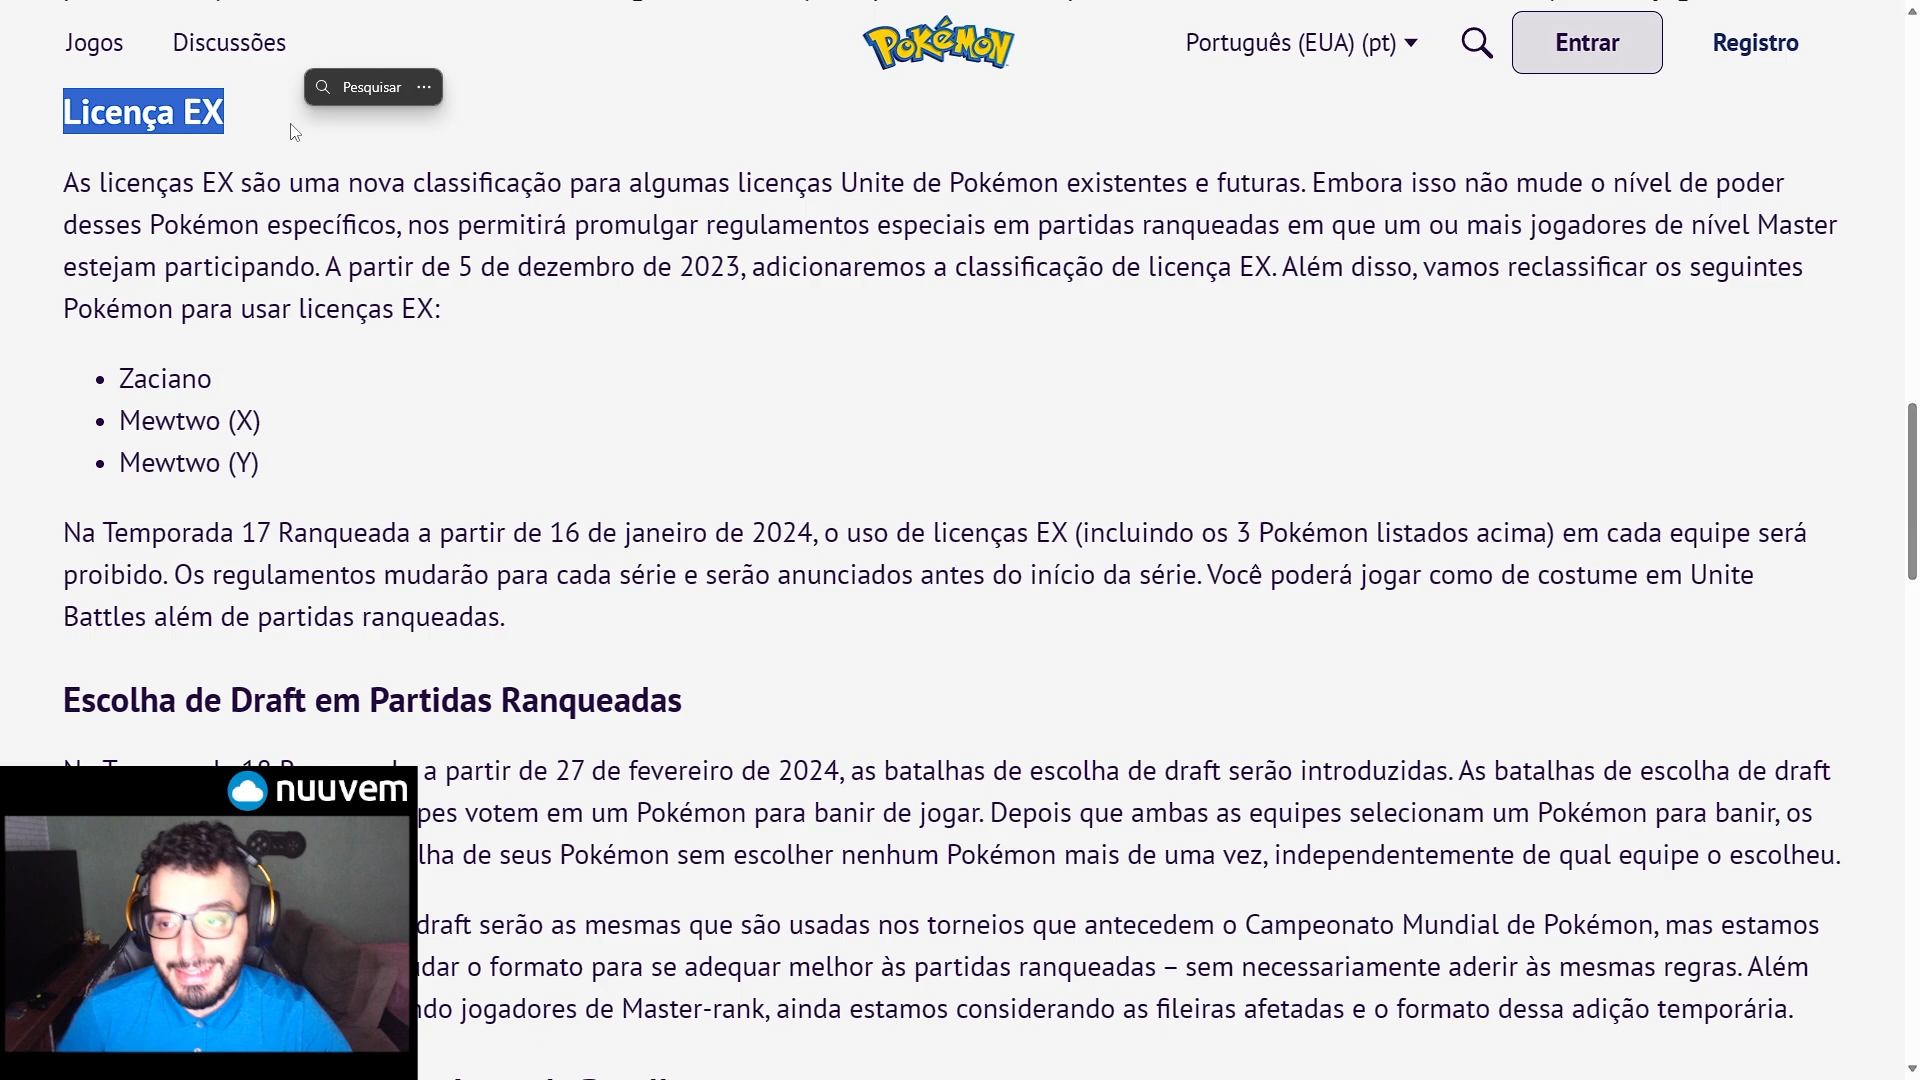 Jogos Discussões POKéMON Português (EUA) (pt) Entrar Registro
Pesquisar ...
Licença EX
As licenças EX são uma nova classificação para algumas licenças Unite de Pokémon existentes e futuras. Embora isso não mude o nível de poder
desses Pokémon específicos, nos permitirá promulgar regulamentos especiais em partidas ranqueadas em que um ou mais jogadores de nível Master
estejam participando. A partir de 5 de dezembro de 2023, adicionaremos a classificação de licença EX. Além disso, vamos reclassificar os seguintes
Pokémon para usar licenças EX:
• Zaciano
• Mewtwo (X)
• Mewtwo (Y)
Na Temporada 17 Ranqueada a partir de 16 de janeiro de 2024, o uso de licenças EX (incluindo os 3 Pokémon listados acima) em cada equipe será
proibido. Os regulamentos mudarão para cada série e serão anunciados antes do início da série. Você poderá jogar como de costume em Unite
Battles além de partidas ranqueadas.
Escolha de Draft em Partidas Ranqueadas
a partir de 27 de fevereiro de 2024, as batalhas de escolha de draft serão introduzidas. As batalhas de escolha de draft
nuuvem
pes votem em um Pokémon para banir de jogar. Depois que ambas as equipes selecionam um Pokémon para banir, os
lha de seus Pokémon sem escolher nenhum Pokémon mais de uma vez, independentemente de qual equipe o escolheu.
draft serão as mesmas que são usadas nos torneios que antecedem o Campeonato Mundial de Pokémon, mas estamos
dar o formato para se adequar melhor às partidas ranqueadas – sem necessariamente aderir às mesmas regras. Além
ndo jogadores de Master-rank, ainda estamos considerando as fileiras afetadas e o formato dessa adição temporária.